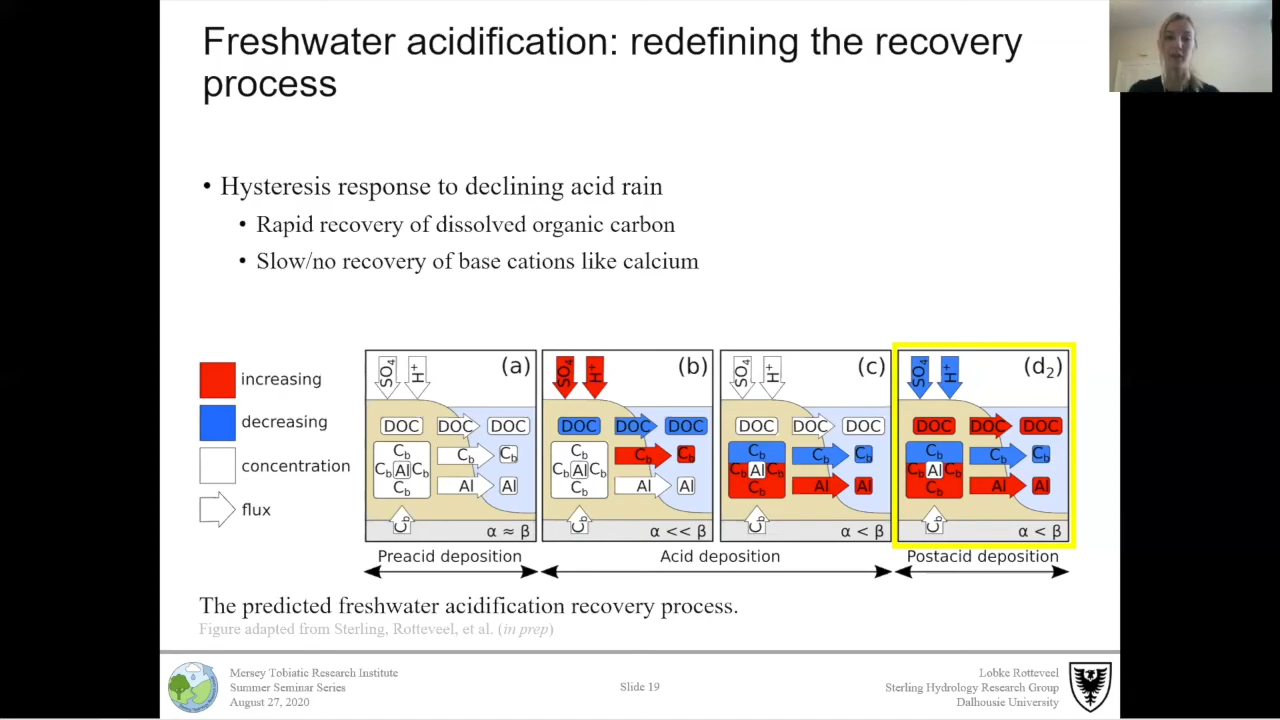 Freshwater acidification: redefining the recovery
process
• Hysteresis response to declining acid rain
• Rapid recovery of dissolved organic carbon
• Slow/no recovery of base cations like calcium
increasing
decreasing
concentration
flux
SO4 H+ (a)
DOC DOC DOC
Cb Cb Cb
Cb Al Cb
Cb Al Al
Cb α ≈ β
SO4 H+ (b)
DOC DOC DOC
Cb Cb Cb
Cb Al Cb
Cb Al Al
Cb α << β
SO4 H+ (c)
DOC DOC DOC
Cb Cb Cb
Cb Al Cb
Cb Al Al
Cb α < β
SO4 H+ (d2)
DOC DOC DOC
Cb Cb Cb
Cb Al Cb
Cb Al Al
Cb α < β
Preacid deposition
Acid deposition
Postacid deposition
The predicted freshwater acidification recovery process.
Figure adapted from Sterling, Rotteveel, et al. (in prep)
Mersey Tobiatic Research Institute
Summer Seminar Series
August 27, 2020
Slide 19
Lobke Rotteveel
Sterling Hydrology Research Group
Dalhousie University